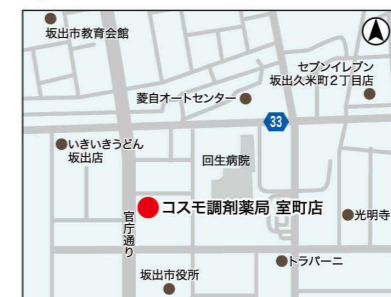 坂出市教育会館
セブンイレブン
坂出久米町2丁目店
菱自オートセンター
33
いきいきうどん
坂出店
回生病院
コスモ調剤薬局 室町店
官庁通り
光明寺
トラパーニ
坂出市役所